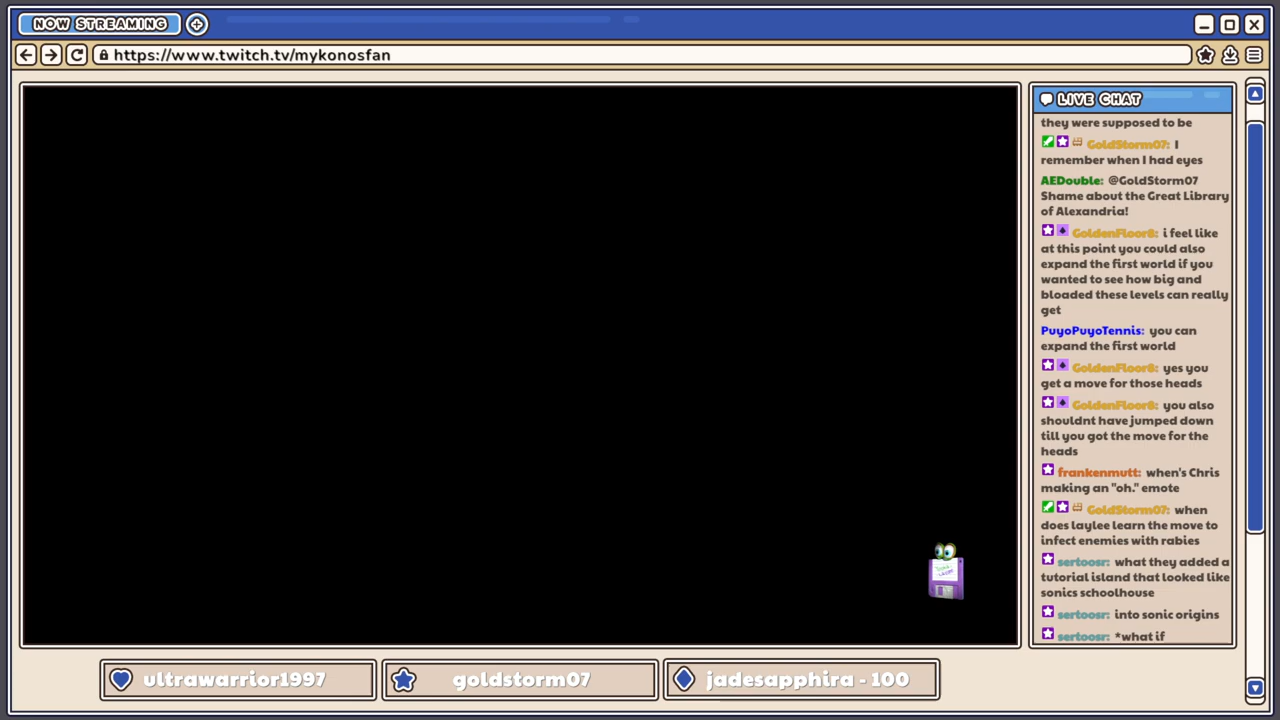 NOW STREAMING
https://www.twitch.tv/mykonosfan
LIVE CHAT
they were supposed to be
GoldStorm07: I
remember when I had eyes
AEDouble: @GoldStorm07
Shame about the Great Library
of Alexandria!
GoldenFloor8: i feel like
at this point you could also
expand the first world if you
wanted to see how big and
bloaded these levels can really
get
PuyoPuyoTennis: you can
expand the first world
GoldenFloor8: yes you
get a move for those heads
GoldenFloor8: you also
shouldnt have jumped down
till you got the move for the
heads
frankenmutt: when's Chris
making an "oh." emote
GoldStorm07: when
does laylee learn the move to
infect enemies with rabies
sertoosr: what they added a
tutorial island that looked like
sonics schoolhouse
sertoosr: into sonic origins
sertoosr: *what if
ultrawarrior1997
goldstorm07
jadesapphira - 100